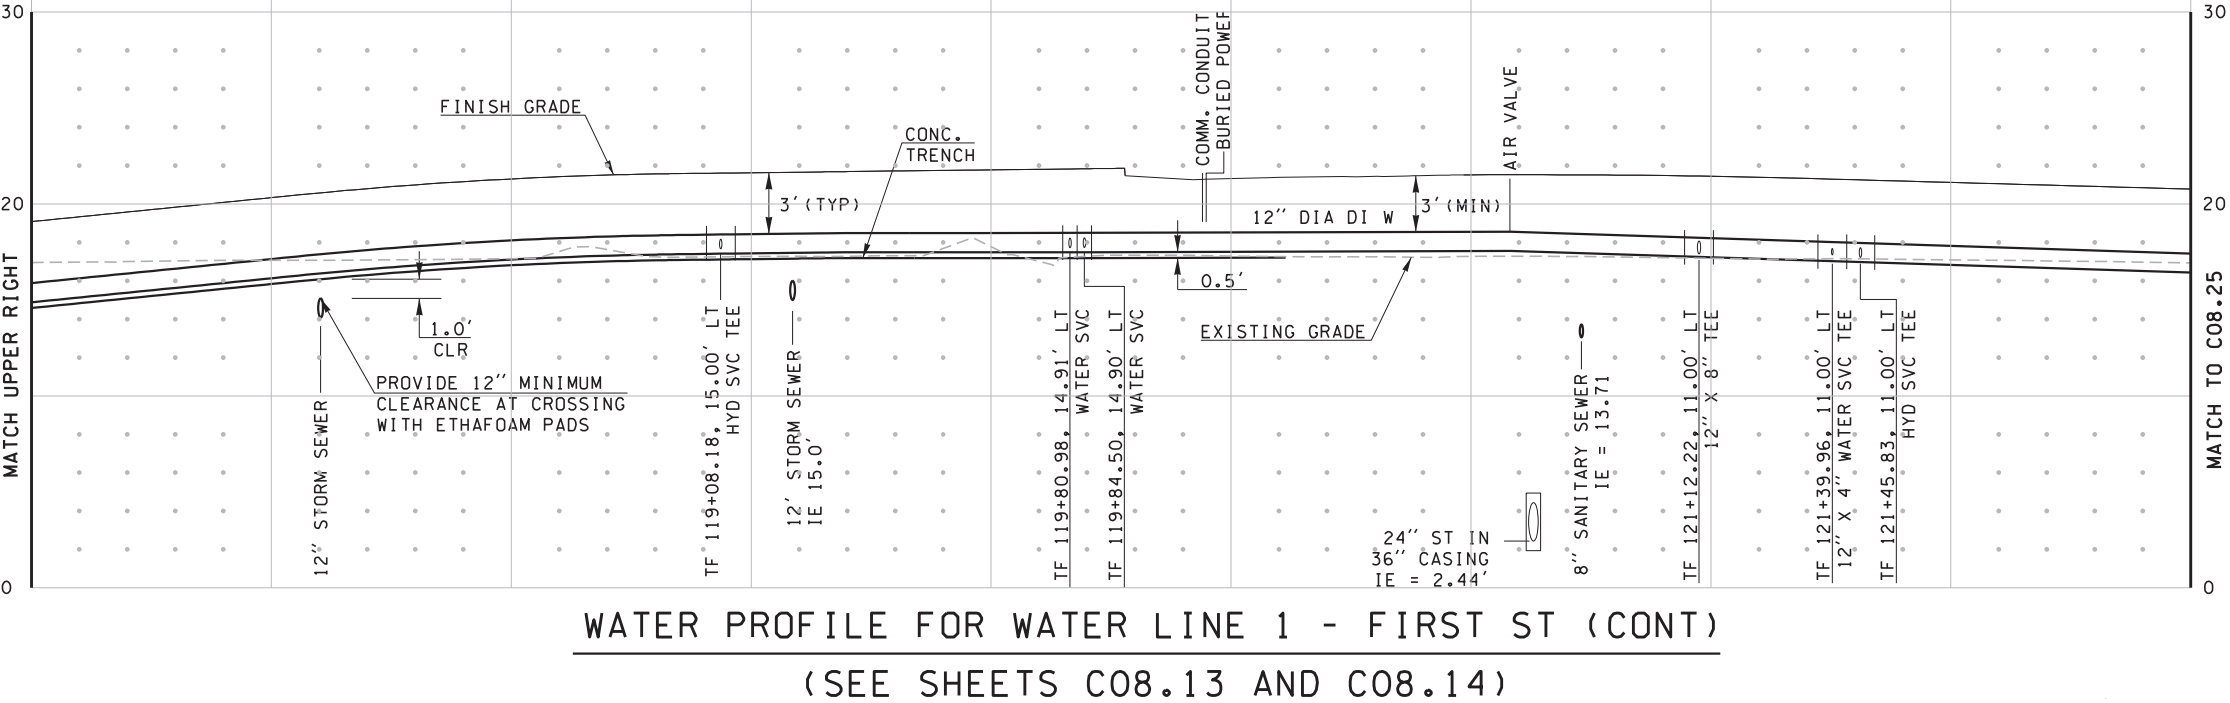 30
30
COMM. CONDUIT
BURIED POWER
FINISH GRADE
CONC.
TRENCH
AIR VALVE
20
3'(TYP)
12" DIA DI W
3'(MIN)
20
MATCH UPPER RIGHT
0.5'
1.0'
CLR
EXISTING GRADE
PROVIDE 12" MINIMUM
CLEARANCE AT CROSSING
WITH ETHAFOAM PADS
12" STORM SEWER
TF 119+08.18, 15.00' LT
HYD SVC TEE
12' STORM SEWER
IE 15.0'
TF 119+80.98, 14.91' LT
WATER SVC
TF 119+84.50, 14.90' LT
WATER SVC
24" ST IN
36" CASING
IE = 2.44'
8" SANITARY SEWER
IE = 13.71
TF 121+12.22, 11.00' LT
12" X 8" TEE
TF 121+39.96, 11.00' LT
12" X 4" WATER SVC TEE
TF 121+45.83, 11.00' LT
HYD SVC TEE
MATCH TO C08.25
0
0
WATER PROFILE FOR WATER LINE 1 - FIRST ST (CONT)
(SEE SHEETS C08.13 AND C08.14)